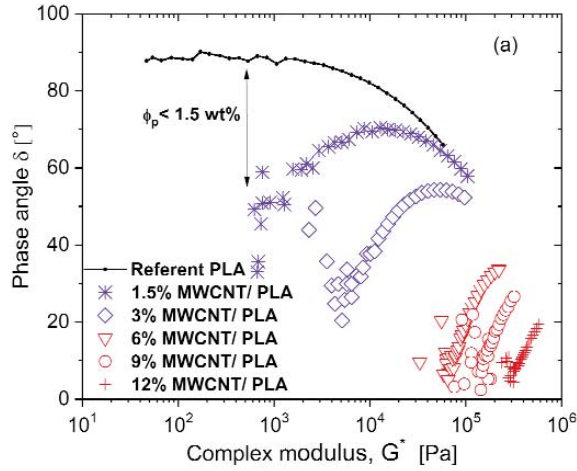 (a)
100
80
60
40
20
0
Phase angle δ [°]
ϕp< 1.5 wt%
Referent PLA
1.5% MWCNT/ PLA
3% MWCNT/ PLA
6% MWCNT/ PLA
9% MWCNT/ PLA
12% MWCNT/ PLA
10¹ 10² 10³ 10⁴ 10⁵ 10⁶
Complex modulus, G* [Pa]